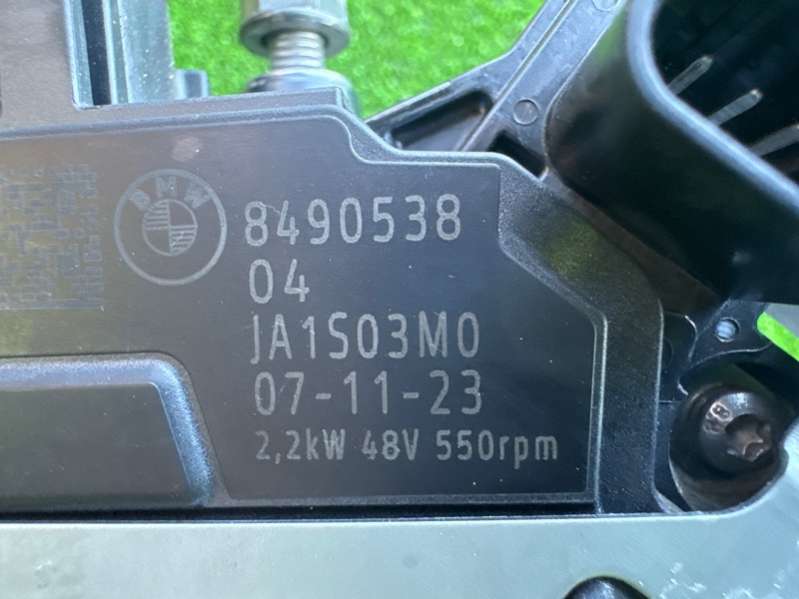 BMW
8490538
04
JA1S03M0
07-11-23
2,2kW 48V 550rpm